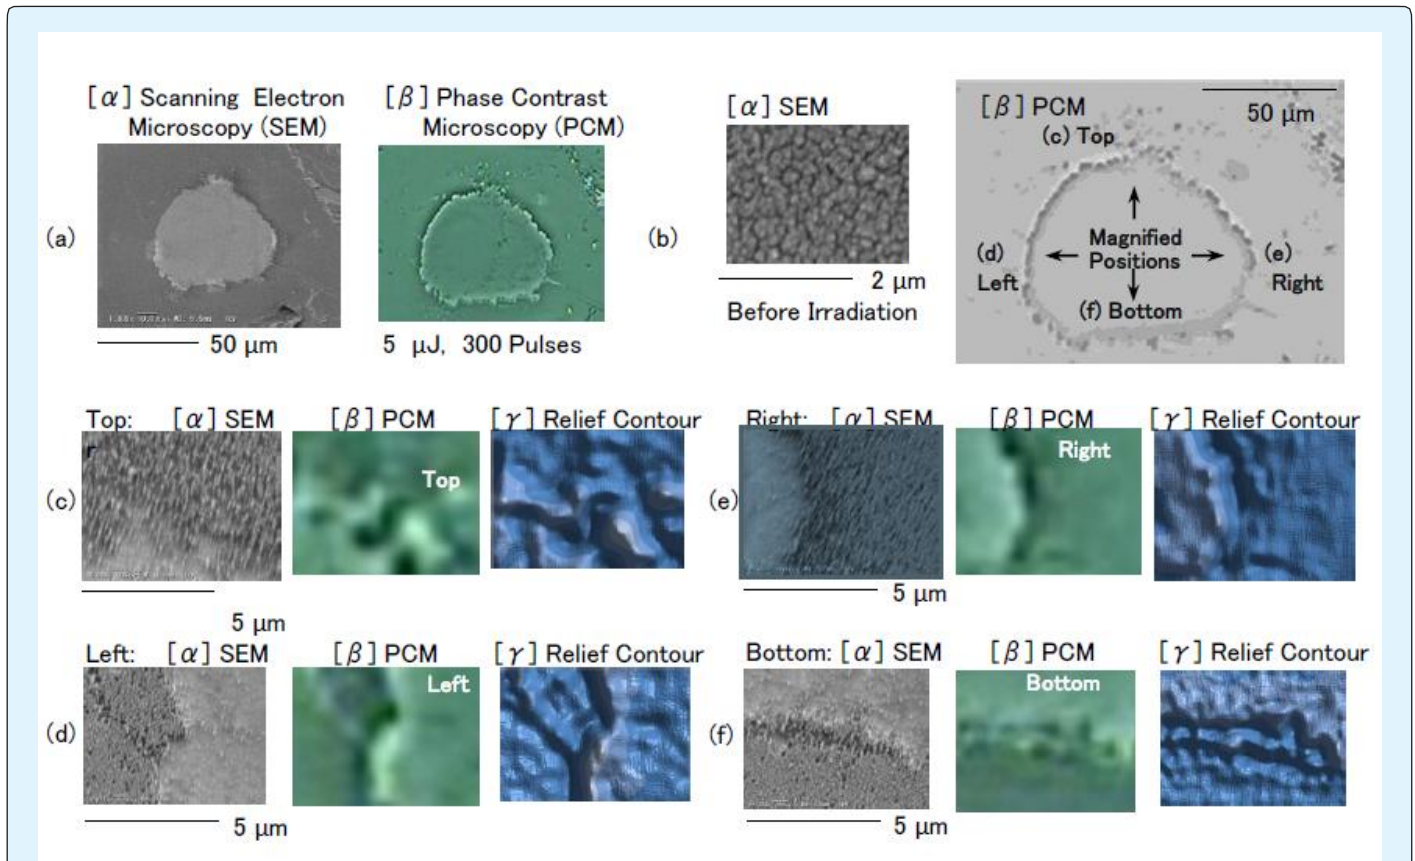 [α] Scanning Electron
Microscopy (SEM)
[β] Phase Contrast
Microscopy (PCM)
(a)
50 μm
5 μJ, 300 Pulses
(b)
[α] SEM
2 μm
Before Irradiation
[β] PCM
50 μm
(c) Top
(d)
Left
Magnified
Positions
(e)
Right
(f) Bottom
Top: [α] SEM [β] PCM [γ] Relief Contour
(c)
Top
5 μm
Right: [α] SEM [β] PCM [γ] Relief Contour
(e)
Right
5 μm
Left: [α] SEM [β] PCM [γ] Relief Contour
(d)
Left
5 μm
Bottom: [α] SEM [β] PCM [γ] Relief Contour
(f)
Bottom
5 μm